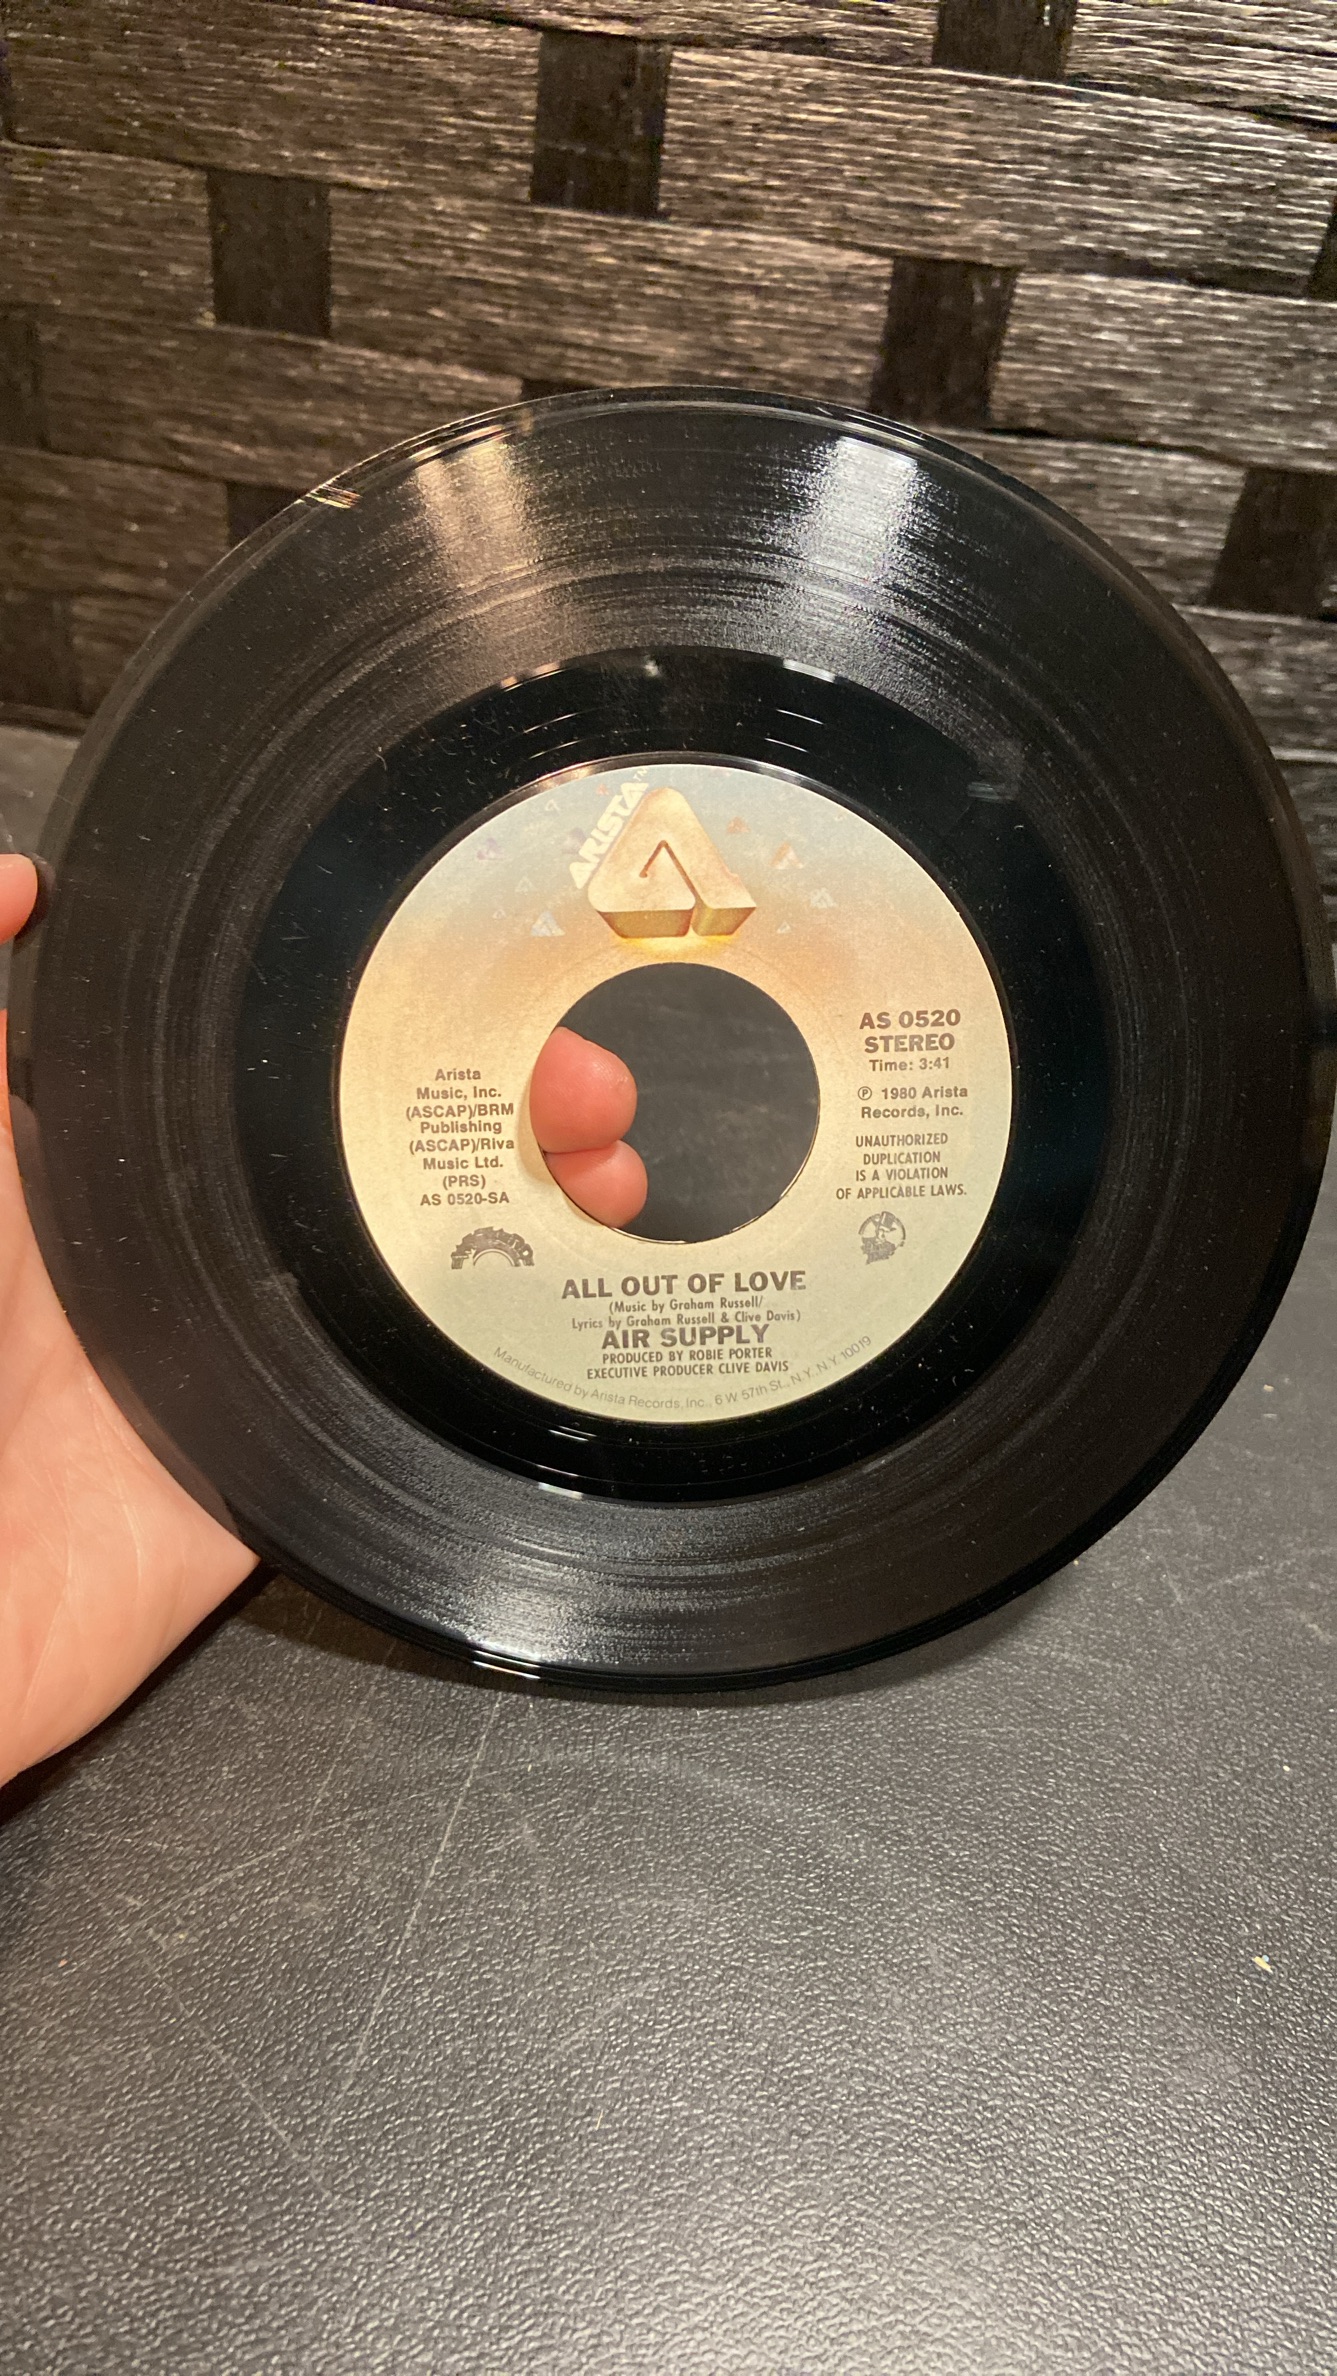 ARISTA™
AS 0520
STEREO
Time: 3:41
℗ 1980 Arista
Records, Inc.
UNAUTHORIZED
DUPLICATION
IS A VIOLATION
OF APPLICABLE LAWS.
Arista
Music, Inc.
(ASCAP)/BRM
Publishing
(ASCAP)/Riva
Music Ltd.
(PRS)
AS 0520-SA
ALL OUT OF LOVE
(Music by Graham Russell/
Lyrics by Graham Russell & Clive Davis)
AIR SUPPLY
PRODUCED BY ROBIE PORTER
EXECUTIVE PRODUCER CLIVE DAVIS
Manufactured by Arista Records, Inc., 6 W. 57th St., N.Y., N.Y. 10019